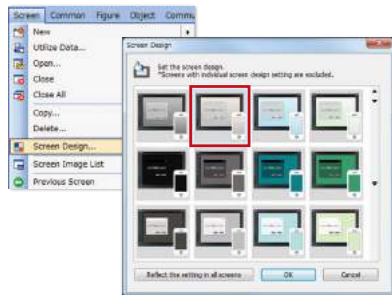 Screen Common Figure Object Commu
New
Utilize Data...
Open...
Close
Close All
Copy...
Delete...
Screen Design...
Screen Image List
Previous Screen
Screen Design
Set the screen design.
*Screens with individual screen design setting are excluded.
Reflect the setting in all screens OK Cancel